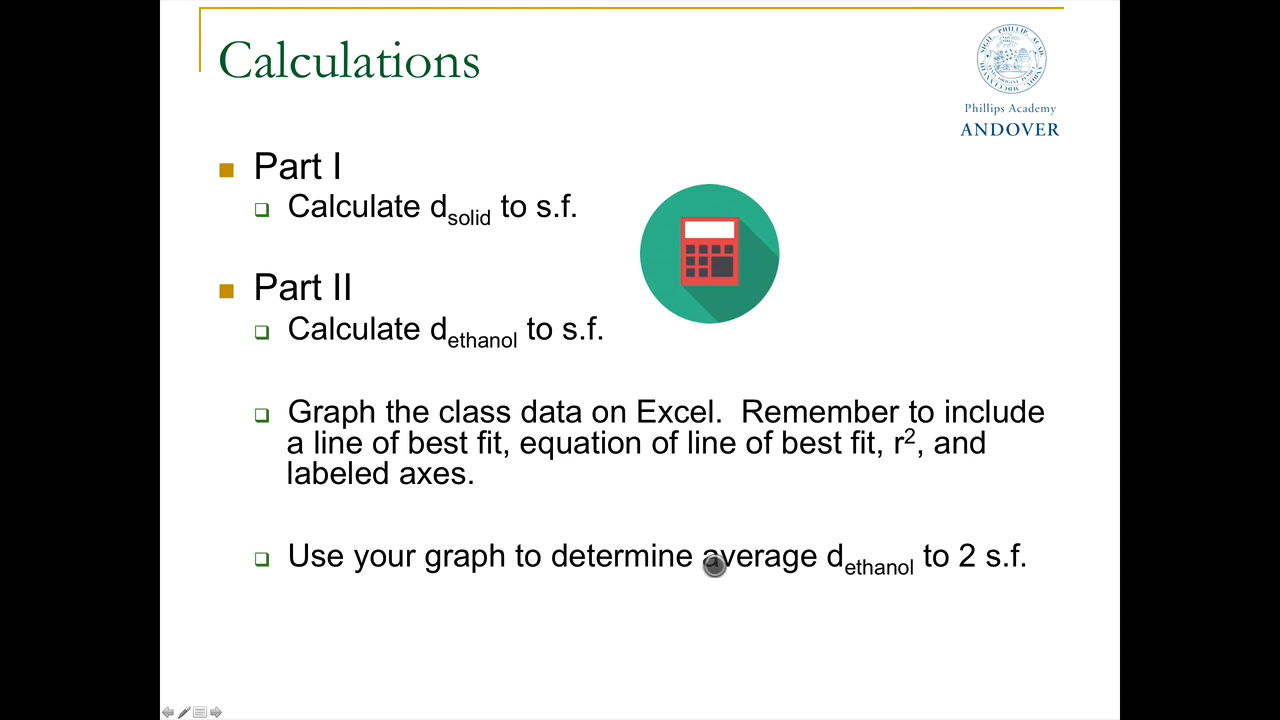 Calculations
Phillips Academy
ANDOVER
Part I
Calculate dsolid to s.f.
Part II
Calculate dethanol to s.f.
Graph the class data on Excel. Remember to include
a line of best fit, equation of line of best fit, r², and
labeled axes.
Use your graph to determine average dethanol to 2 s.f.